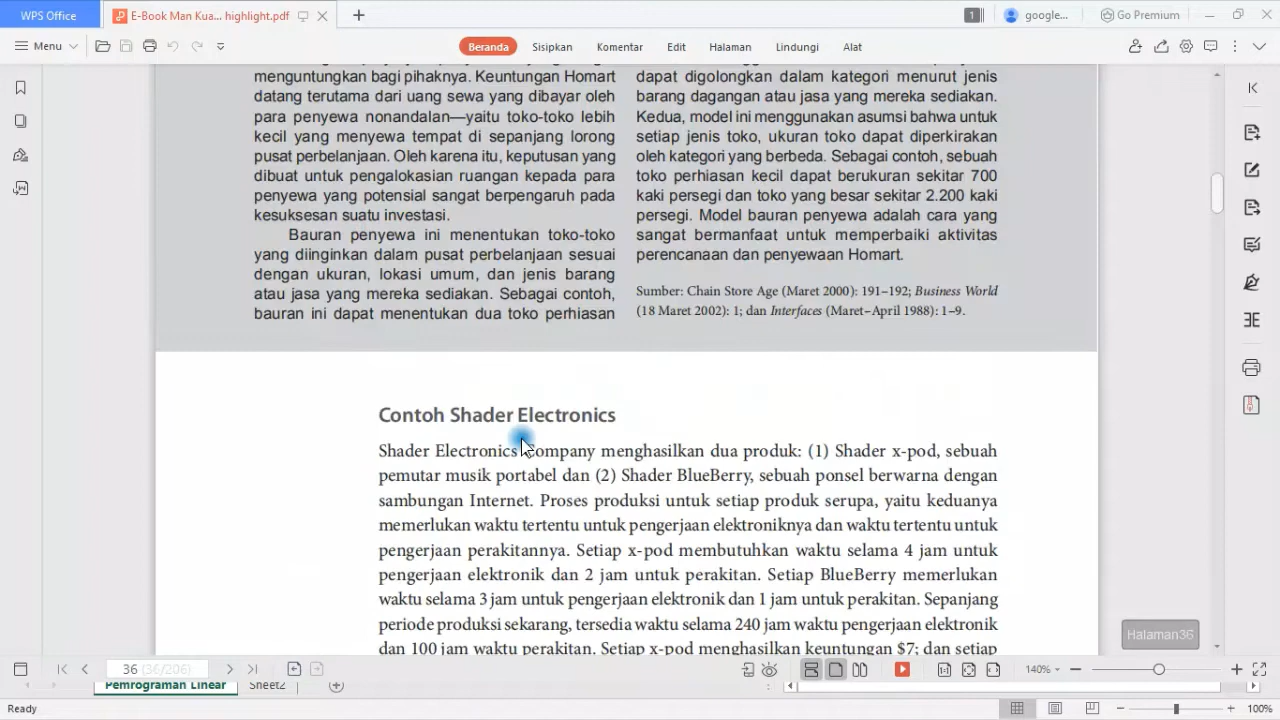 WPS Office
E-Book Man Kua... highlight.pdf
1
google...
Go Premium
Menu
Beranda
Sisipkan
Komentar
Edit
Halaman
Lindungi
Alat
menguntungkan bagi pihaknya. Keuntungan Homart
datang terutama dari uang sewa yang dibayar oleh
para penyewa nonandalan—yaitu toko-toko lebih
kecil yang menyewa tempat di sepanjang lorong
pusat perbelanjaan. Oleh karena itu, keputusan yang
dibuat untuk pengalokasian ruangan kepada para
penyewa yang potensial sangat berpengaruh pada
kesuksesan suatu investasi.
Bauran penyewa ini menentukan toko-toko
yang diinginkan dalam pusat perbelanjaan sesuai
dengan ukuran, lokasi umum, dan jenis barang
atau jasa yang mereka sediakan. Sebagai contoh,
bauran ini dapat menentukan dua toko perhiasan
dapat digolongkan dalam kategori menurut jenis
barang dagangan atau jasa yang mereka sediakan.
Kedua, model ini menggunakan asumsi bahwa untuk
setiap jenis toko, ukuran toko dapat diperkirakan
oleh kategori yang berbeda. Sebagai contoh, sebuah
toko perhiasan kecil dapat berukuran sekitar 700
kaki persegi dan toko yang besar sekitar 2.200 kaki
persegi. Model bauran penyewa adalah cara yang
sangat bermanfaat untuk memperbaiki aktivitas
perencanaan dan penyewaan Homart.
Sumber: Chain Store Age (Maret 2000): 191–192; Business World
(18 Maret 2002): 1; dan Interfaces (Maret–April 1988): 1–9.
Contoh Shader Electronics
Shader Electronics Company menghasilkan dua produk: (1) Shader x-pod, sebuah
pemutar musik portabel dan (2) Shader BlueBerry, sebuah ponsel berwarna dengan
sambungan Internet. Proses produksi untuk setiap produk serupa, yaitu keduanya
memerlukan waktu tertentu untuk pengerjaan elektroniknya dan waktu tertentu untuk
pengerjaan perakitannya. Setiap x-pod membutuhkan waktu selama 4 jam untuk
pengerjaan elektronik dan 2 jam untuk perakitan. Setiap BlueBerry memerlukan
waktu selama 3 jam untuk pengerjaan elektronik dan 1 jam untuk perakitan. Sepanjang
periode produksi sekarang, tersedia waktu selama 240 jam waktu pengerjaan elektronik
dan 100 jam waktu perakitan. Setiap x-pod menghasilkan keuntungan $7; dan setiap
Halaman36
36 (36/206)
140%
Pemrograman Linear
Sheet2
Ready
100%